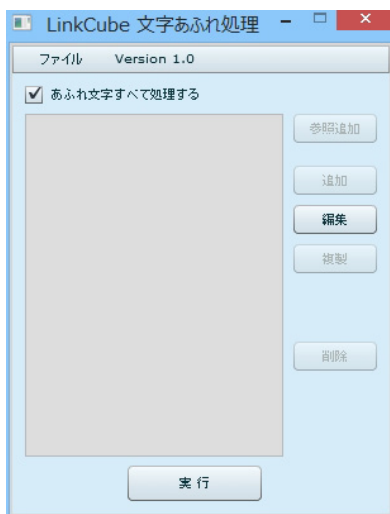 LinkCube 文字あふれ処理
ファイル Version 1.0
あふれ文字すべて処理する
参照追加
追加
編集
複製
削除
実 行